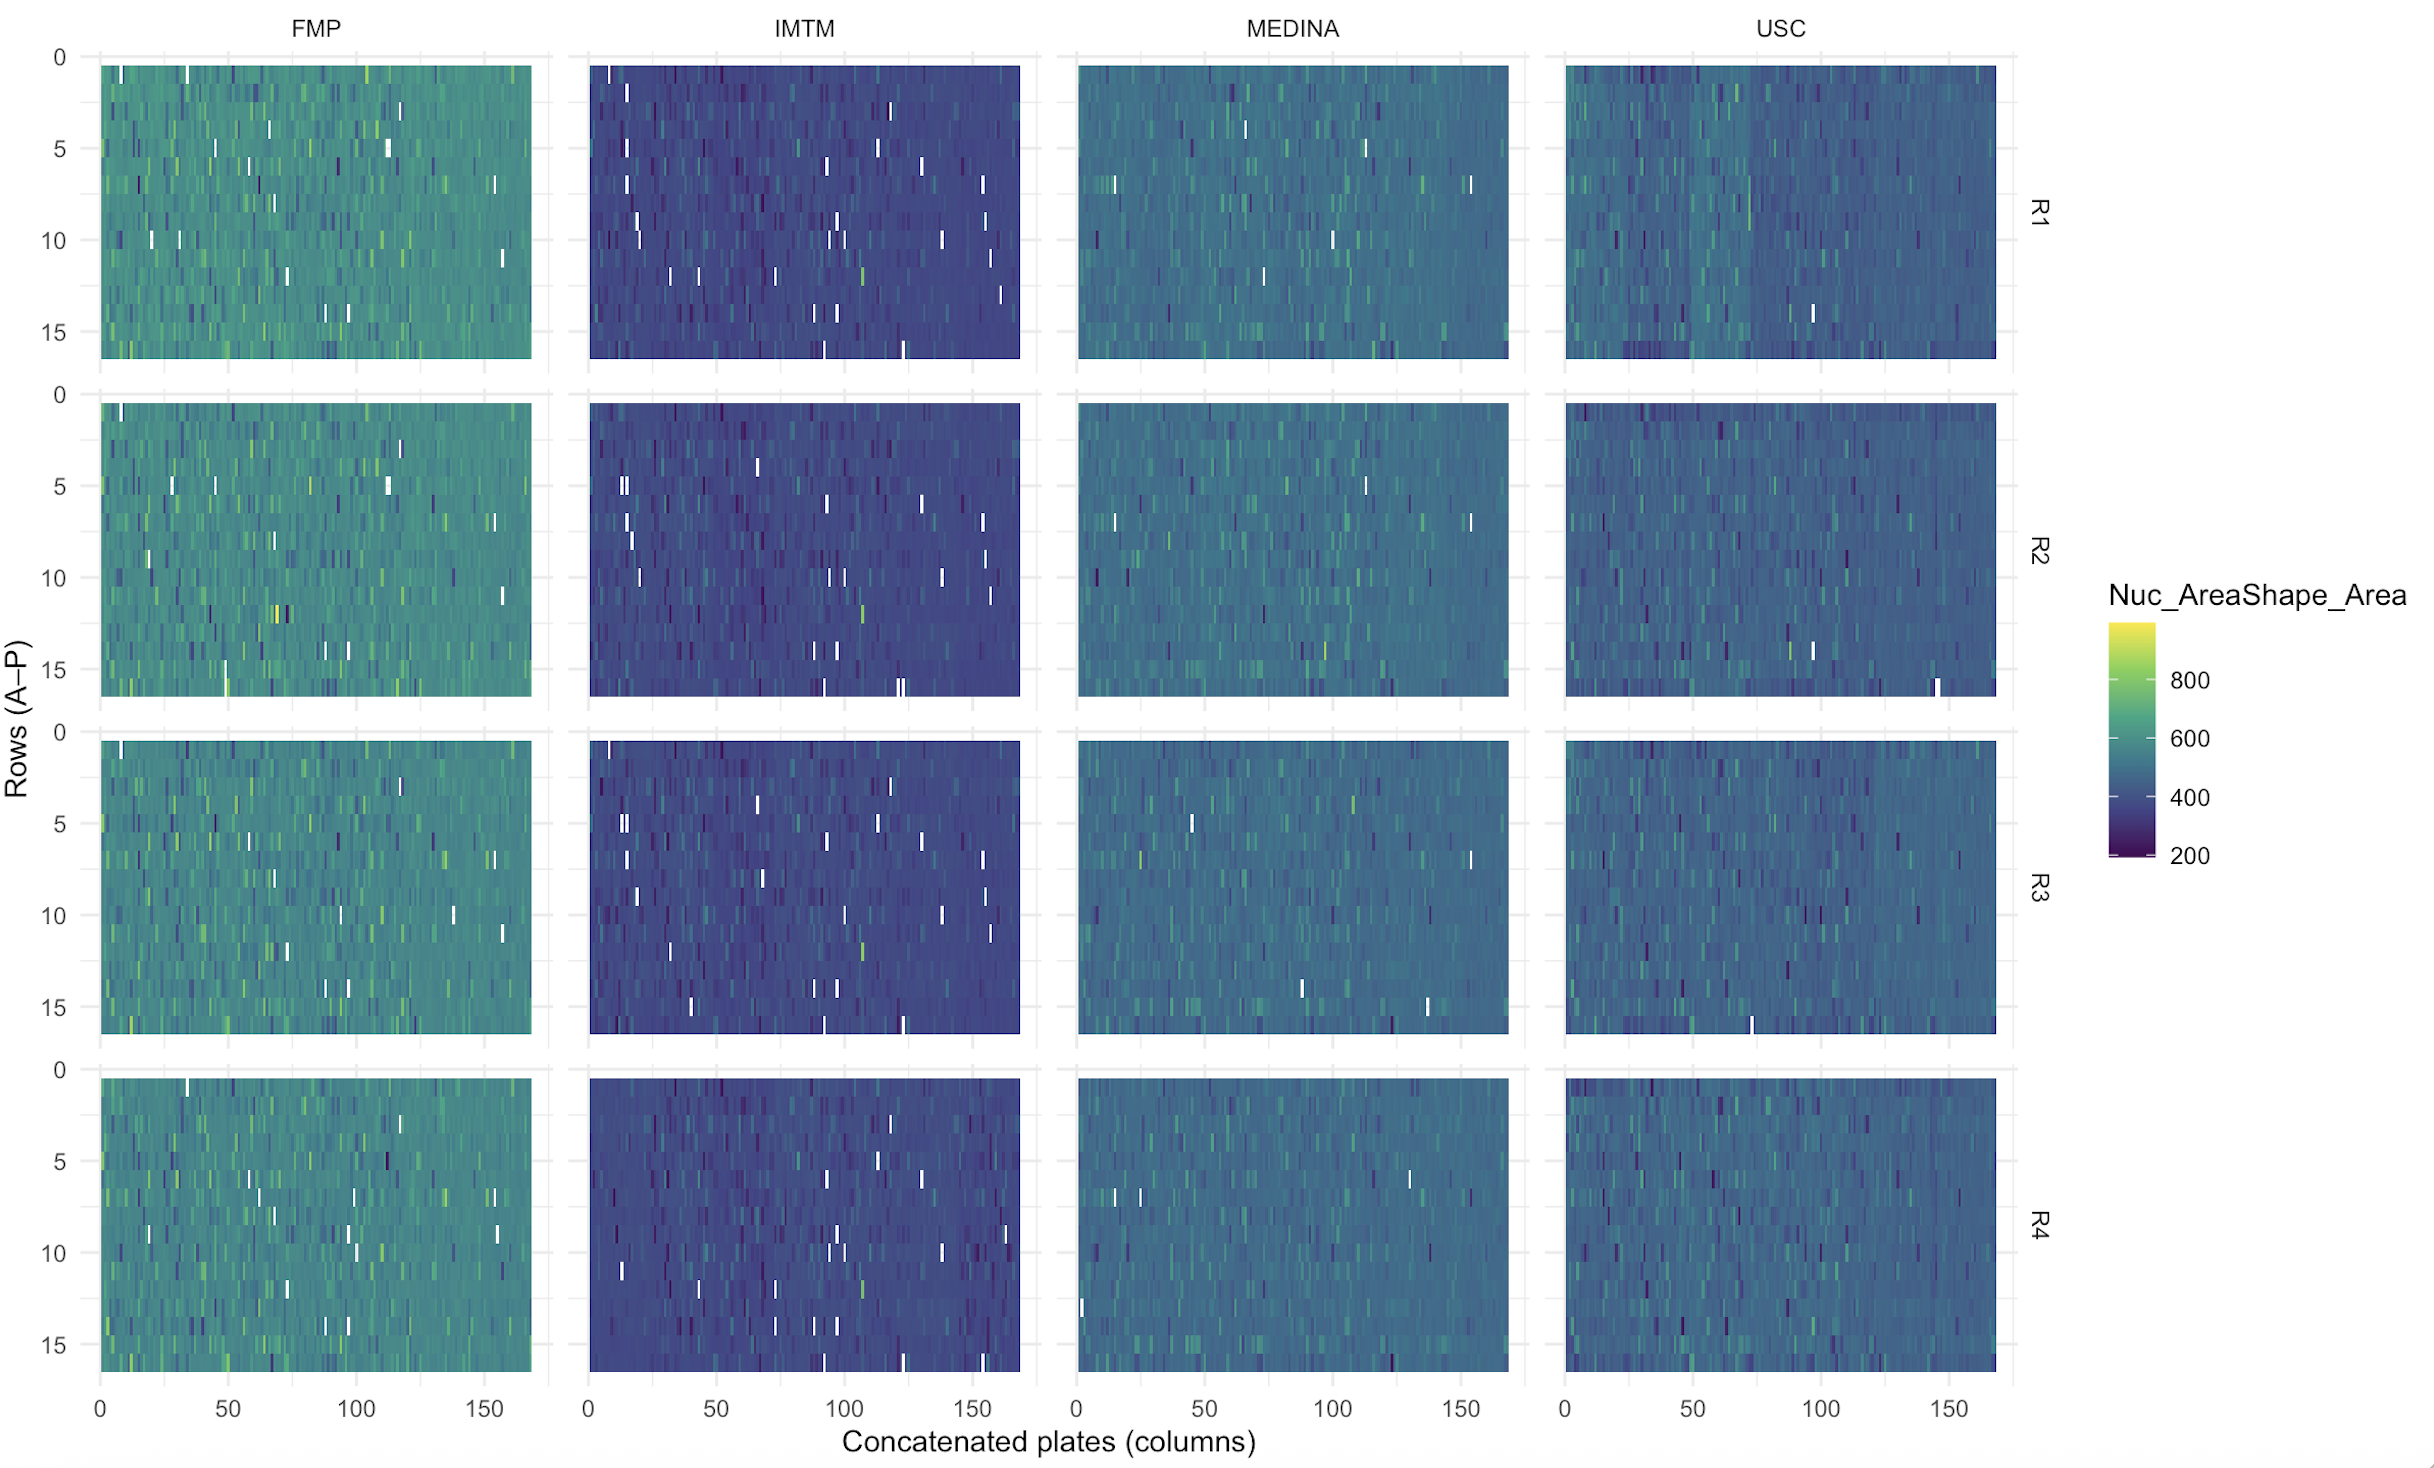 FMP IMTM MEDINA USC
0
5
10
15
R1
0
5
10
15
R2
0
5
10
15
R3
0
5
10
15
R4
0 50 100 150 0 50 100 150 0 50 100 150 0 50 100 150
Concatenated plates (columns)
Rows (A–P)
Nuc_AreaShape_Area
800
600
400
200